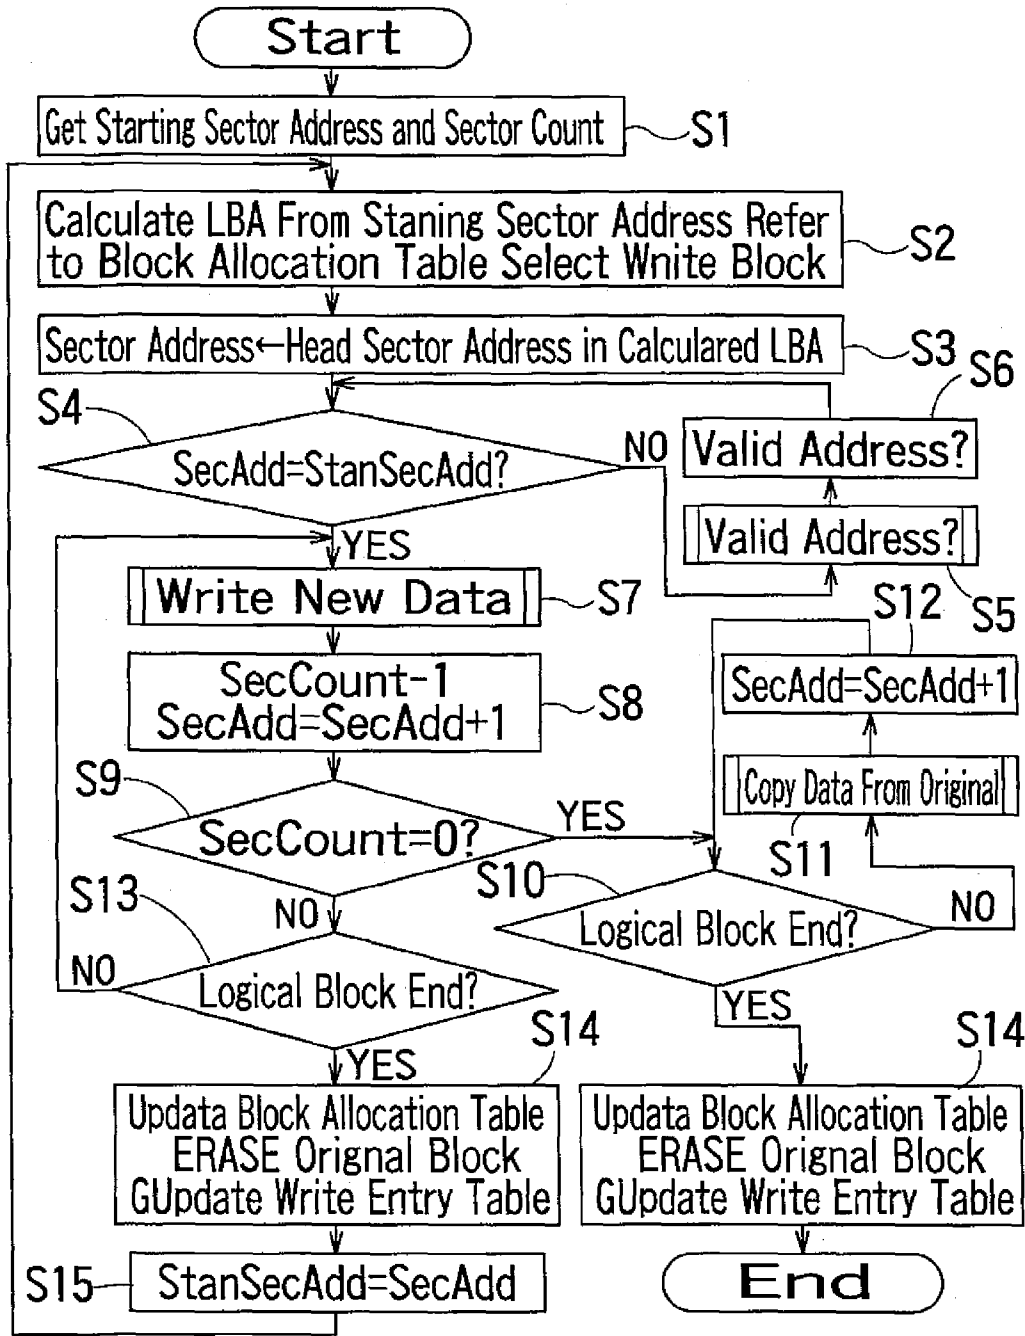 Start
Get Starting Sector Address and Sector Count
S1
Calculate LBA From Staning Sector Address Refer
to Block Allocation Table Select Wnite Block
S2
Sector Address←Head Sector Address in Calculared LBA
S3
S4
SecAdd=StanSecAdd?
NO
S6
Valid Address?
Valid Address?
S5
YES
Write New Data
S7
SecCount-1
SecAdd=SecAdd+1
S8
S12
SecAdd=SecAdd+1
Copy Data From Original
S11
S9
SecCount=0?
YES
NO
S10
Logical Block End?
NO
YES
S13
Logical Block End?
NO
YES
S14
Updata Block Allocation Table
ERASE Orignal Block
GUpdate Write Entry Table
S14
Updata Block Allocation Table
ERASE Orignal Block
GUpdate Write Entry Table
S15
StanSecAdd=SecAdd
End